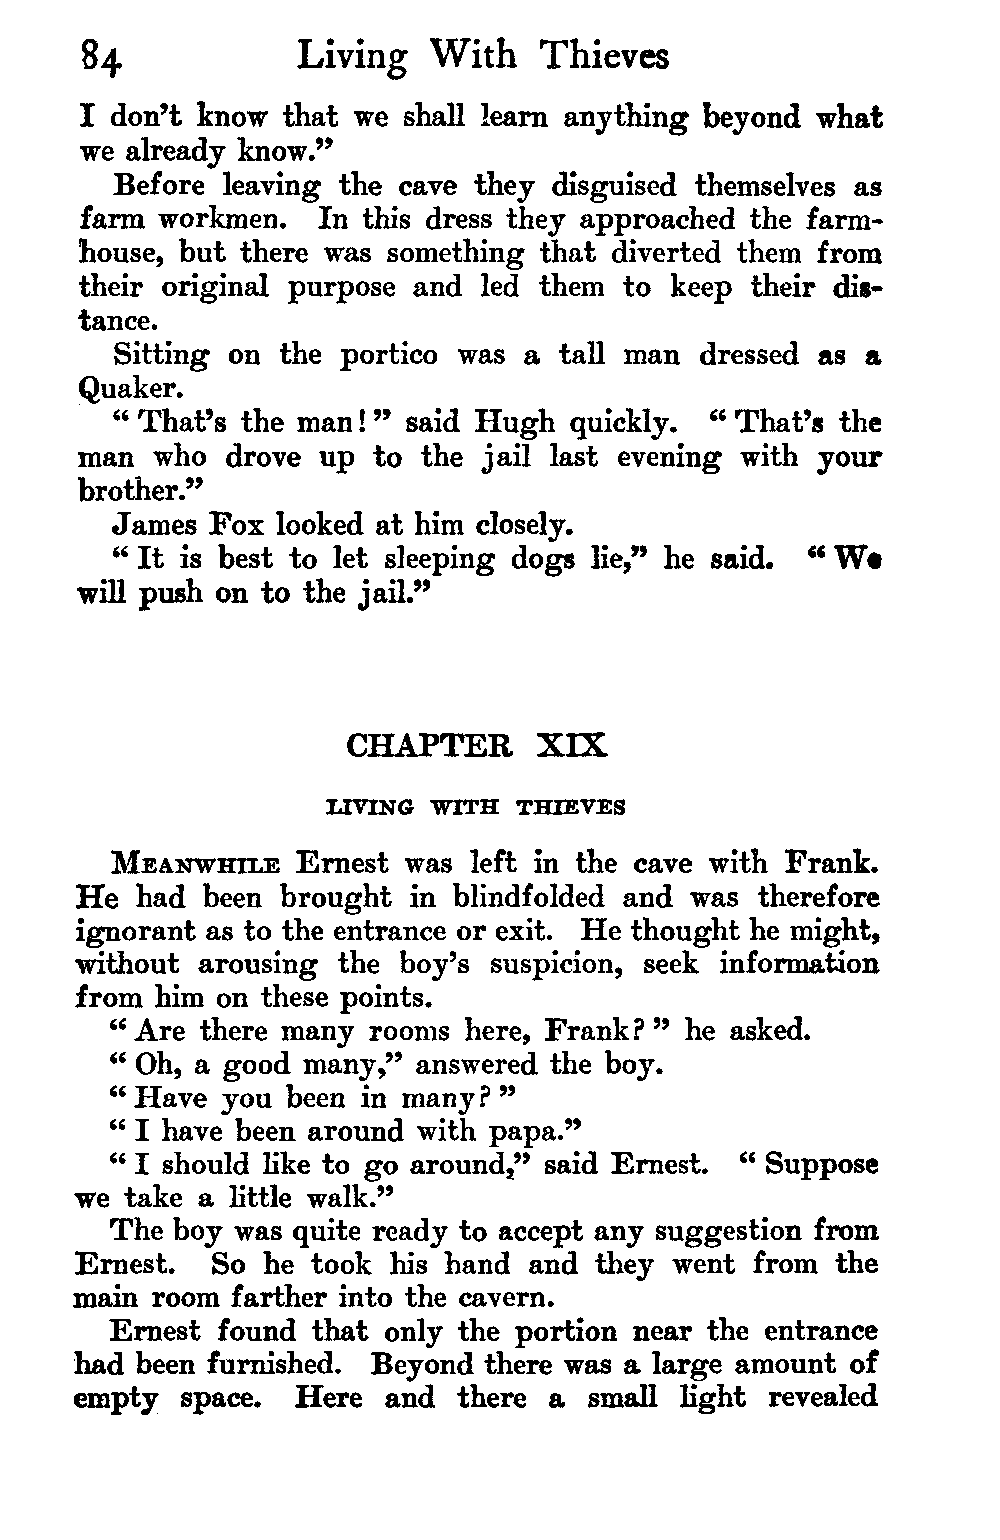 84 Living With Thieves
I don't know that we shall learn anything beyond what
we already know."
Before leaving the cave they disguised themselves as
farm workmen. In this dress they approached the farm-
house, but there was something that diverted them from
their original purpose and led them to keep their dis-
tance.
Sitting on the portico was a tall man dressed as a
Quaker.
"That's the man!" said Hugh quickly. "That's the
man who drove up to the jail last evening with your
brother."
James Fox looked at him closely.
"It is best to let sleeping dogs lie," he said. "We
will push on to the jail."
CHAPTER XIX
LIVING WITH THIEVES
MEANWHILE Ernest was left in the cave with Frank.
He had been brought in blindfolded and was therefore
ignorant as to the entrance or exit. He thought he might,
without arousing the boy's suspicion, seek information
from him on these points.
"Are there many rooms here, Frank?" he asked.
"Oh, a good many," answered the boy.
"Have you been in many?"
"I have been around with papa."
"I should like to go around," said Ernest. "Suppose
we take a little walk."
The boy was quite ready to accept any suggestion from
Ernest. So he took his hand and they went from the
main room farther into the cavern.
Ernest found that only the portion near the entrance
had been furnished. Beyond there was a large amount of
empty space. Here and there a small light revealed